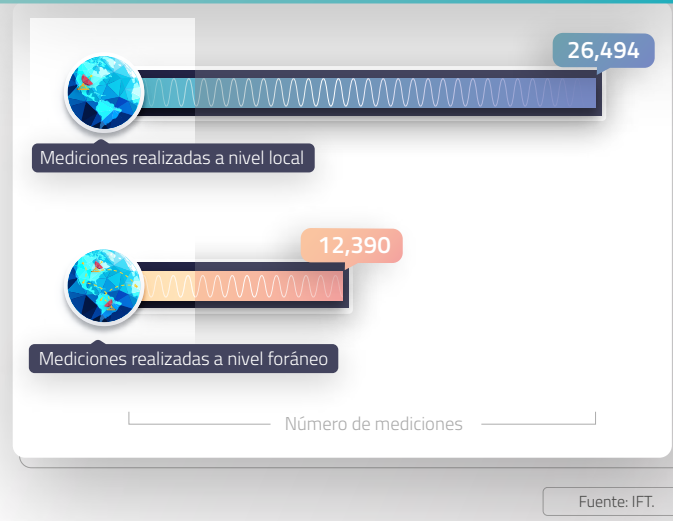 26,494
Mediciones realizadas a nivel local
12,390
Mediciones realizadas a nivel foráneo
Número de mediciones
Fuente: IFT.